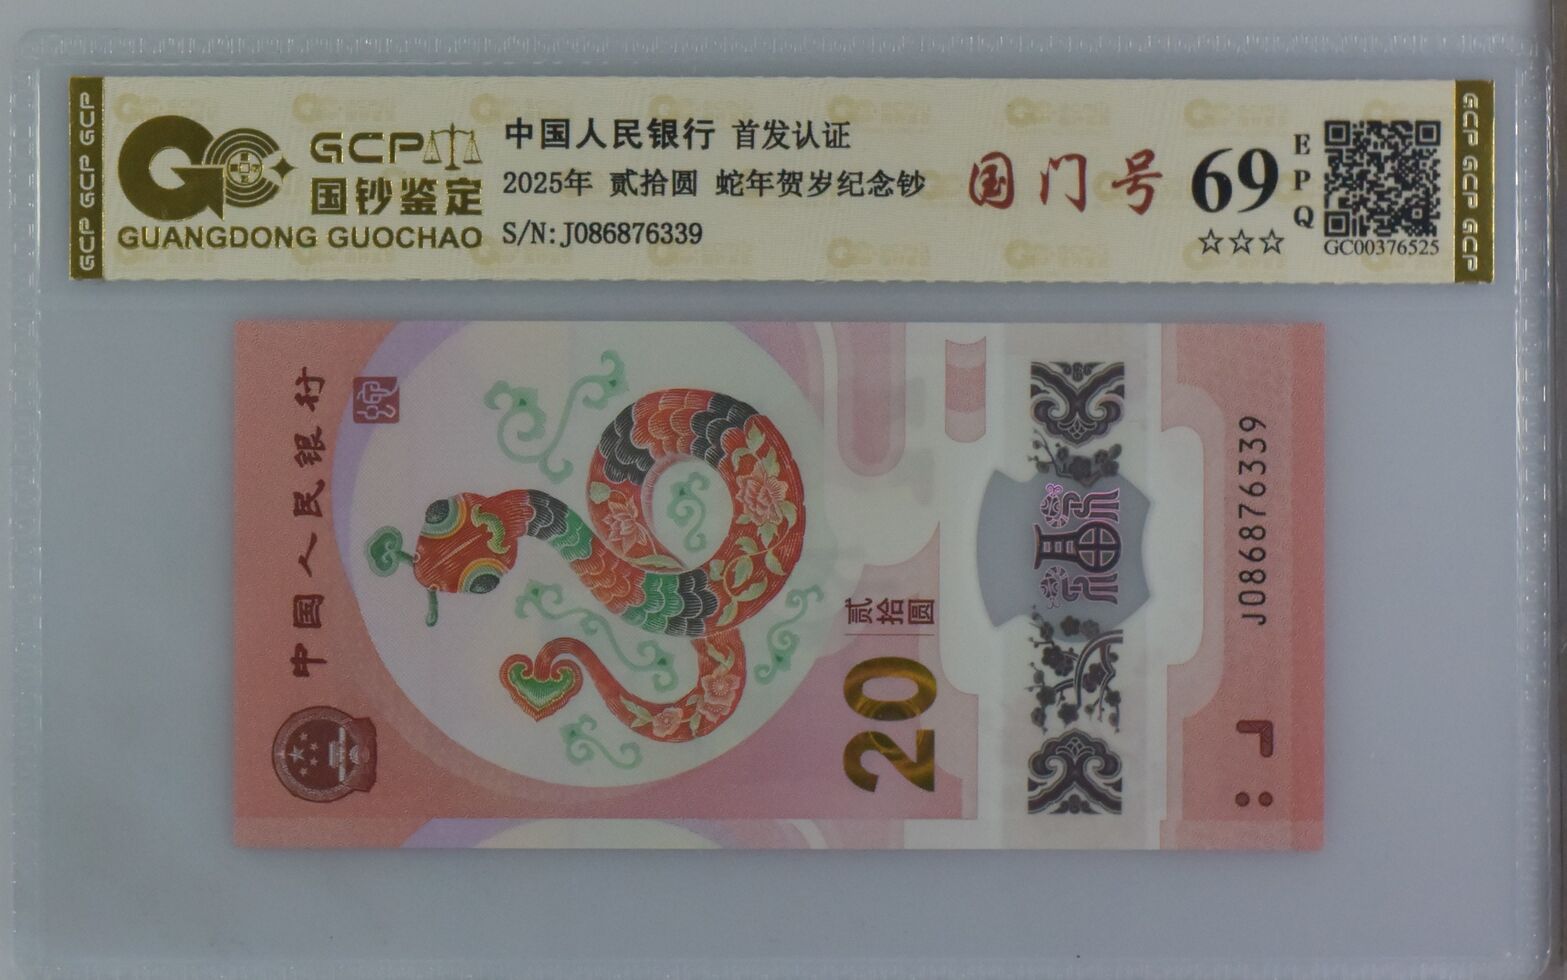 GCP GCP GCP
GCP
国钞鉴定
GUANGDONG GUOCHAO
中国人民银行 首发认证
2025年 贰拾圆 蛇年贺岁纪念钞
S/N:J086876339
国门号
69
EPQ
☆☆☆
GC00376525
GCP GCP GCP
中国人民银行
贰拾圆
20
福
J086876339